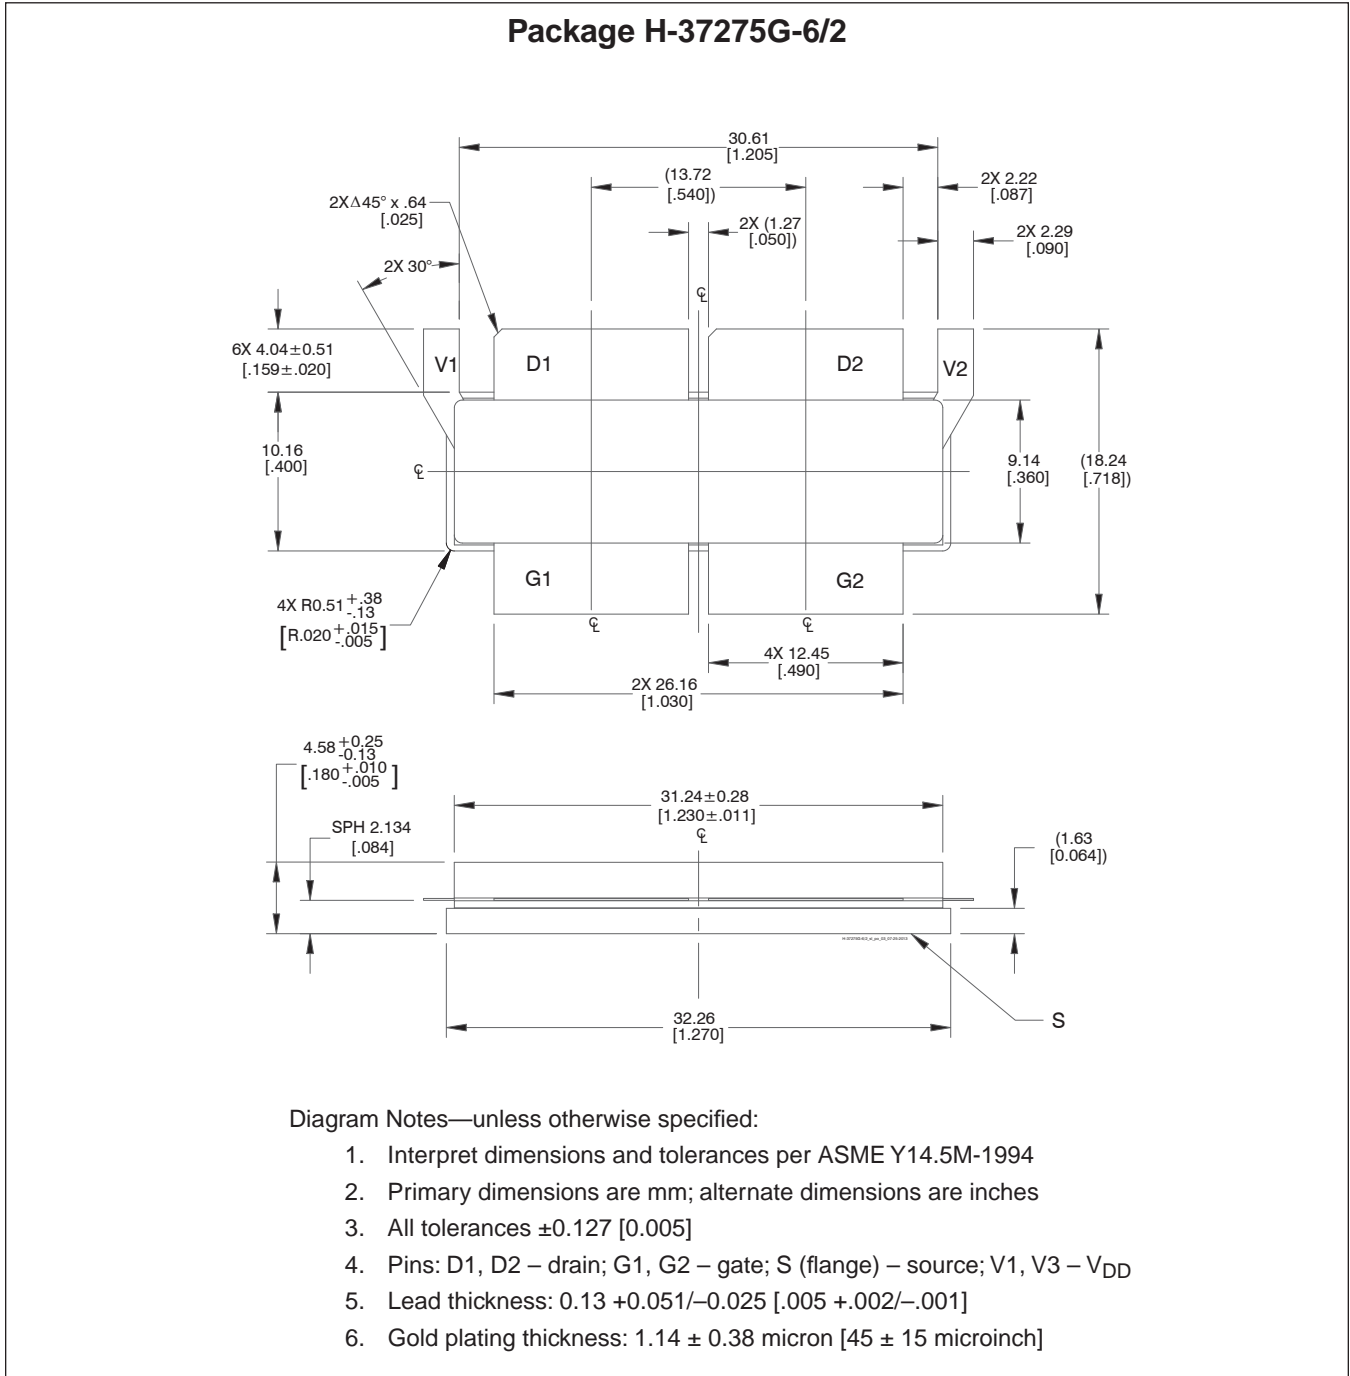 Package H-37275G-6/2
30.61
[1.205]
(13.72
[.540])
2X 2.22
[.087]
2X∆45° x .64
[.025]
2X (1.27
[.050])
2X 2.29
[.090]
2X 30°
℄
6X 4.04±0.51
[.159±.020]
V1
D1
D2
V2
10.16
[.400]
℄
9.14
[.360]
(18.24
[.718])
G1
G2
4X R0.51 +.38
-.13
[R.020 +.015
-.005 ]
℄
℄
4X 12.45
[.490]
2X 26.16
[1.030]
4.58 +0.25
-0.13
[.180 +.010
-.005 ]
31.24±0.28
[1.230±.011]
℄
SPH 2.134
[.084]
(1.63
[0.064])
32.26
[1.270]
S
Diagram Notes—unless otherwise specified:
1. Interpret dimensions and tolerances per ASME Y14.5M-1994
2. Primary dimensions are mm; alternate dimensions are inches
3. All tolerances ±0.127 [0.005]
4. Pins: D1, D2 – drain; G1, G2 – gate; S (flange) – source; V1, V3 – VDD
5. Lead thickness: 0.13 +0.051/–0.025 [.005 +.002/–.001]
6. Gold plating thickness: 1.14 ± 0.38 micron [45 ± 15 microinch]